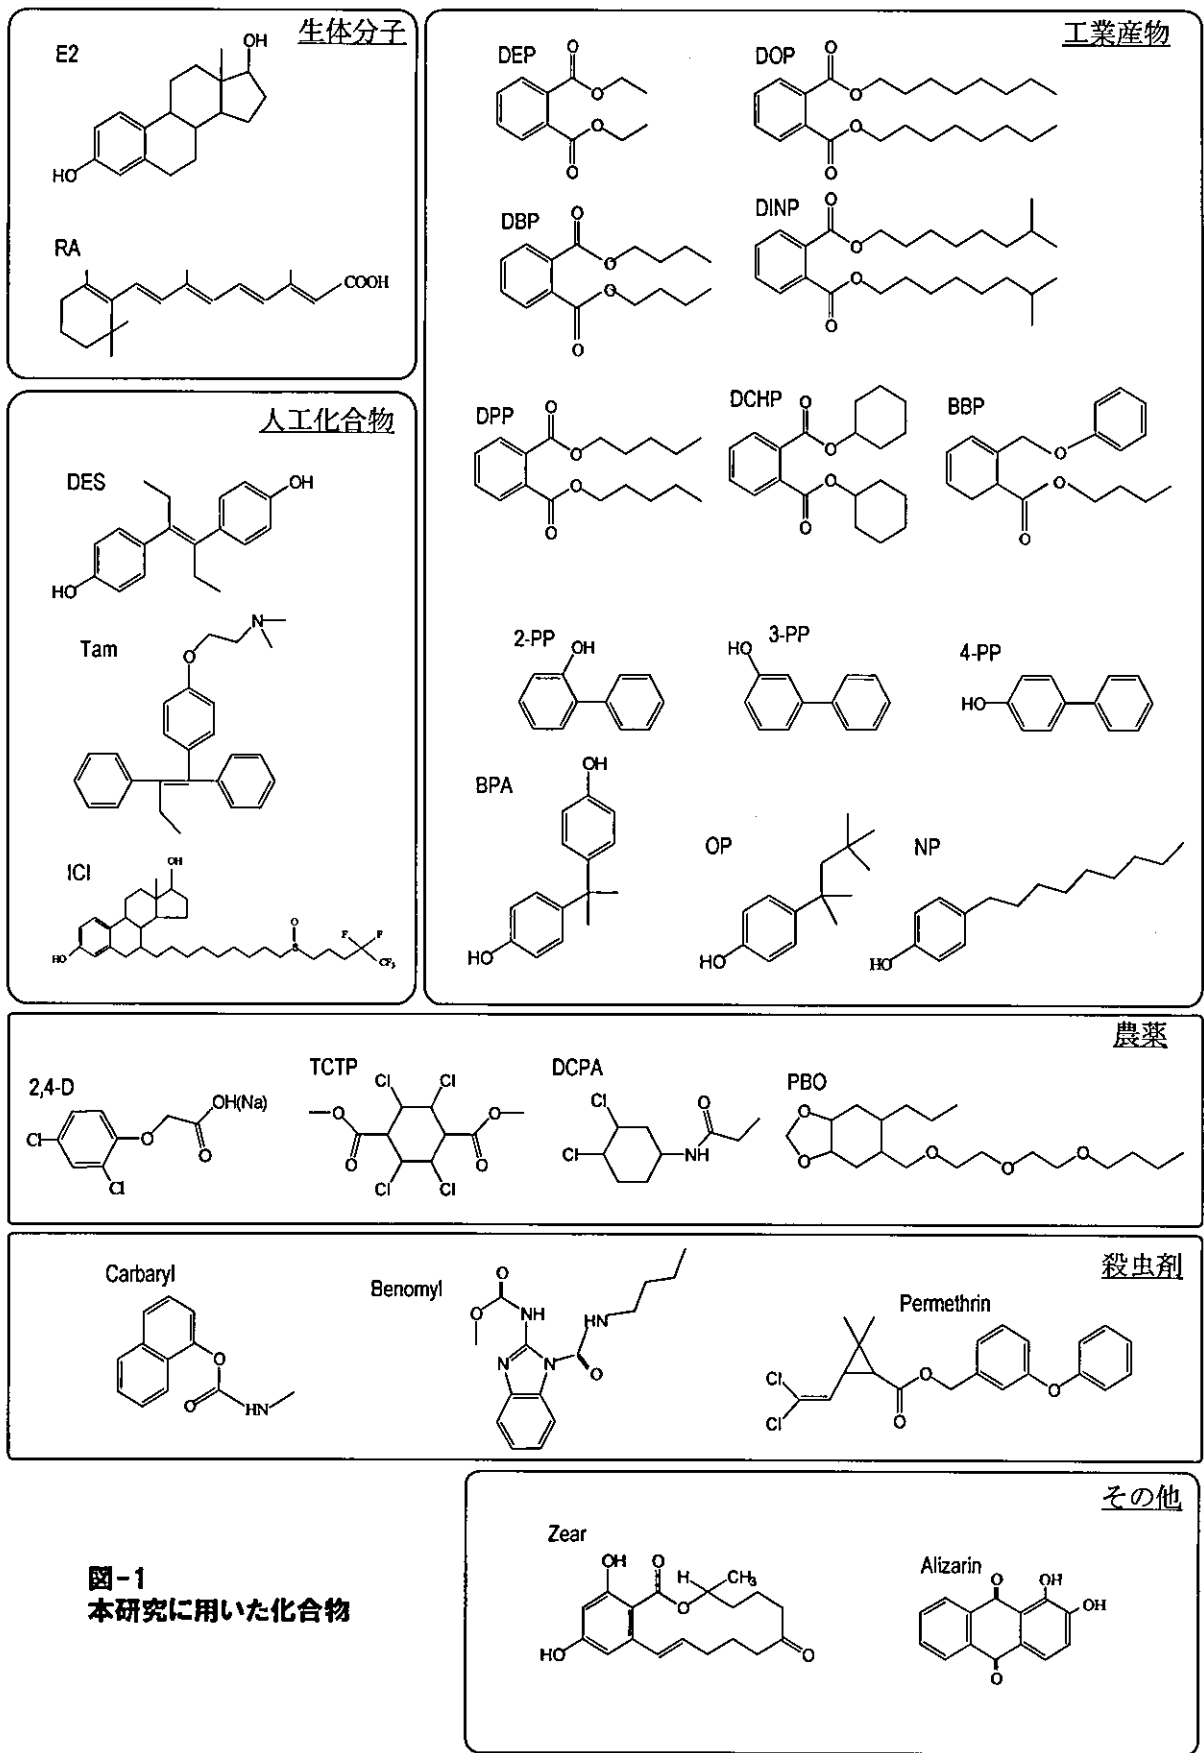 生体分子
E2
OH
HO
RA
COOH
人工化合物
DES
OH
HO
Tam
N
O
ICI
OH
HO
O
S
F F
CF3
工業産物
DEP
O
O
O
O
DOP
O
O
O
O
DBP
O
O
O
O
DINP
O
O
O
O
DPP
O
O
O
O
DCHP
O
O
O
O
BBP
O
O
O
2-PP
OH
3-PP
HO
4-PP
HO
BPA
OH
HO
OP
HO
NP
HO
農薬
2,4-D
OH(Na)
Cl
O
O
Cl
TCTP
Cl Cl
O O
O O
Cl Cl
DCPA
Cl
O
Cl
NH
PBO
O
O
O
O
O
殺虫剤
Carbaryl
O
O
HN
Benomyl
O
O
NH
HN
N
N
O
Permethrin
Cl
Cl
O
O
O
その他
Zear
OH
O
H
CH3
O
HO
O
Alizarin
O
OH
OH
O
図-1
本研究に用いた化合物